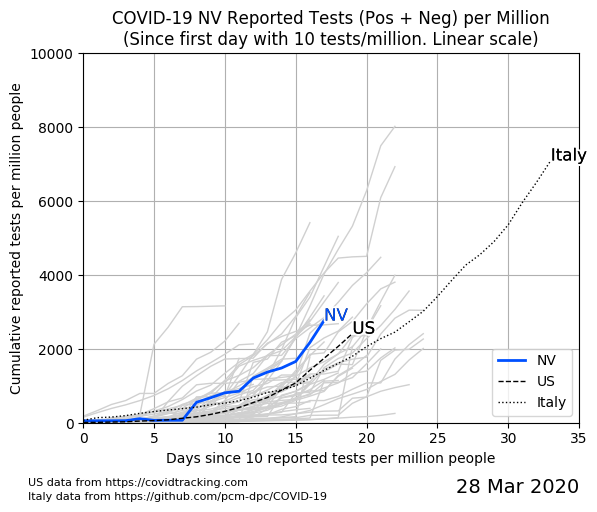 COVID-19 NV Reported Tests (Pos + Neg) per Million
(Since first day with 10 tests/million. Linear scale)
Cumulative reported tests per million people
10000
8000
6000
4000
2000
0
Italy
NV
US
NV
US
Italy
0 5 10 15 20 25 30 35
Days since 10 reported tests per million people
US data from https://covidtracking.com
Italy data from https://github.com/pcm-dpc/COVID-19
28 Mar 2020